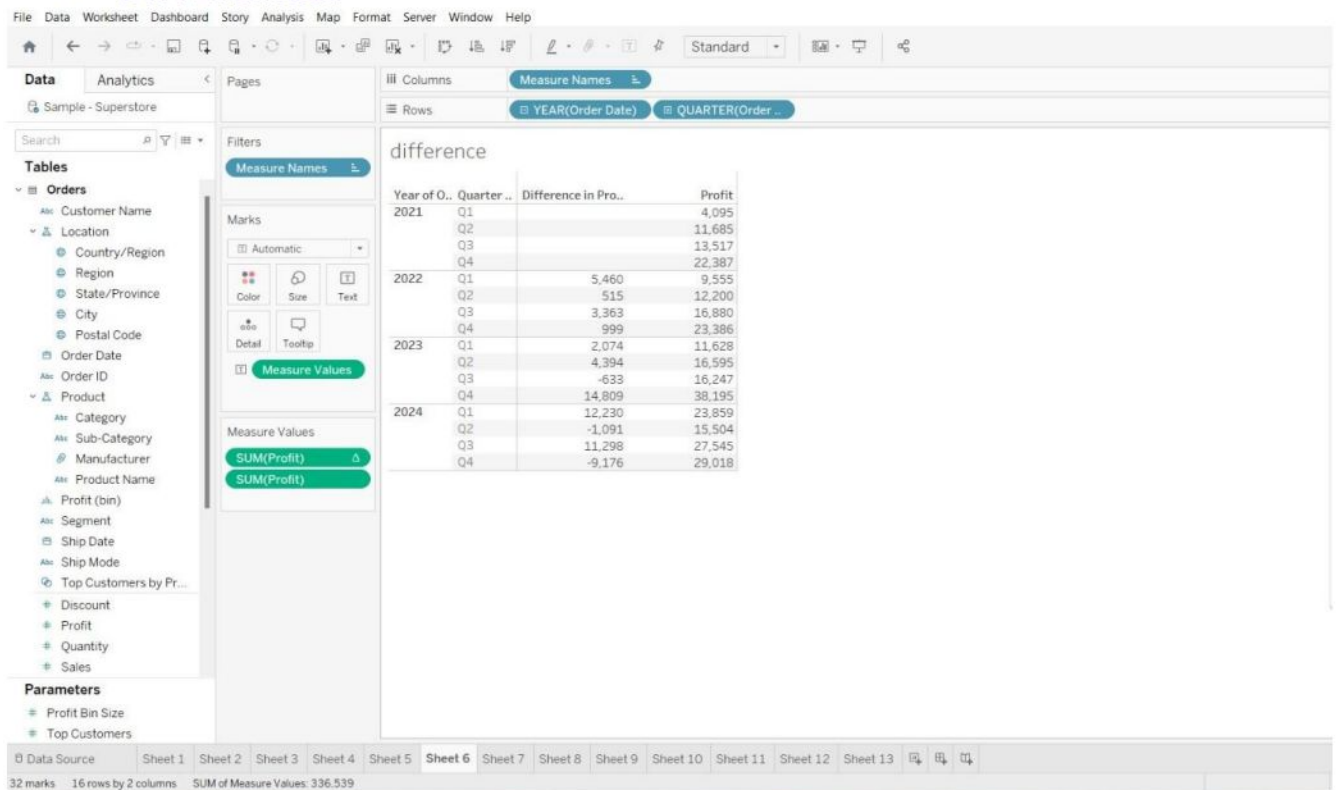 File Data Worksheet Dashboard Story Analysis Map Format Server Window Help
Standard
Data Analytics
Sample - Superstore
Search
Tables
Orders
Abc Customer Name
Location
Country/Region
Region
State/Province
City
Postal Code
Order Date
Abc Order ID
Product
Abc Category
Abc Sub-Category
Manufacturer
Abc Product Name
Profit (bin)
Abc Segment
Ship Date
Abc Ship Mode
Top Customers by Pr...
# Discount
# Profit
# Quantity
# Sales
Parameters
# Profit Bin Size
# Top Customers
Pages
Filters
Measure Names
Marks
Automatic
Color Size Text
Detail Tooltip
Measure Values
Measure Values
SUM(Profit) Δ
SUM(Profit)
Columns Measure Names
Rows YEAR(Order Date) QUARTER(Order ..
difference
Year of O.. Quarter .. Difference in Pro.. Profit
2021 Q1 4,095
Q2 11,685
Q3 13,517
Q4 22,387
2022 Q1 5,460 9,555
Q2 515 12,200
Q3 3,363 16,880
Q4 999 23,386
2023 Q1 2,074 11,628
Q2 4,394 16,595
Q3 -633 16,247
Q4 14,809 38,195
2024 Q1 12,230 23,859
Q2 -1,091 15,504
Q3 11,298 27,545
Q4 -9,176 29,018
Data Source Sheet 1 Sheet 2 Sheet 3 Sheet 4 Sheet 5 Sheet 6 Sheet 7 Sheet 8 Sheet 9 Sheet 10 Sheet 11 Sheet 12 Sheet 13
32 marks 16 rows by 2 columns SUM of Measure Values: 336,539